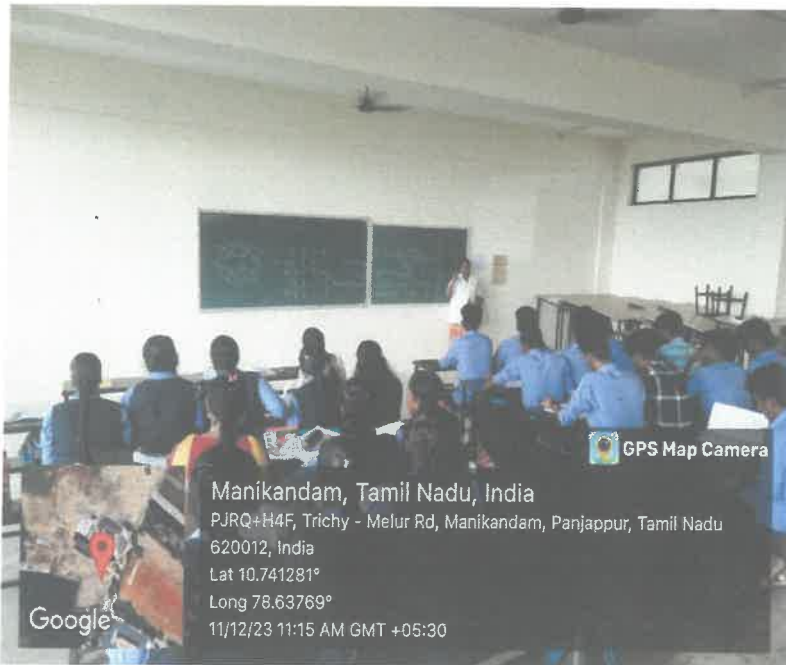 GPS Map Camera
Manikandam, Tamil Nadu, India
PJRQ+H4F, Trichy - Melur Rd, Manikandam, Panjappur, Tamil Nadu
620012, India
Lat 10.741281°
Long 78.63769°
11/12/23 11:15 AM GMT +05:30
Google